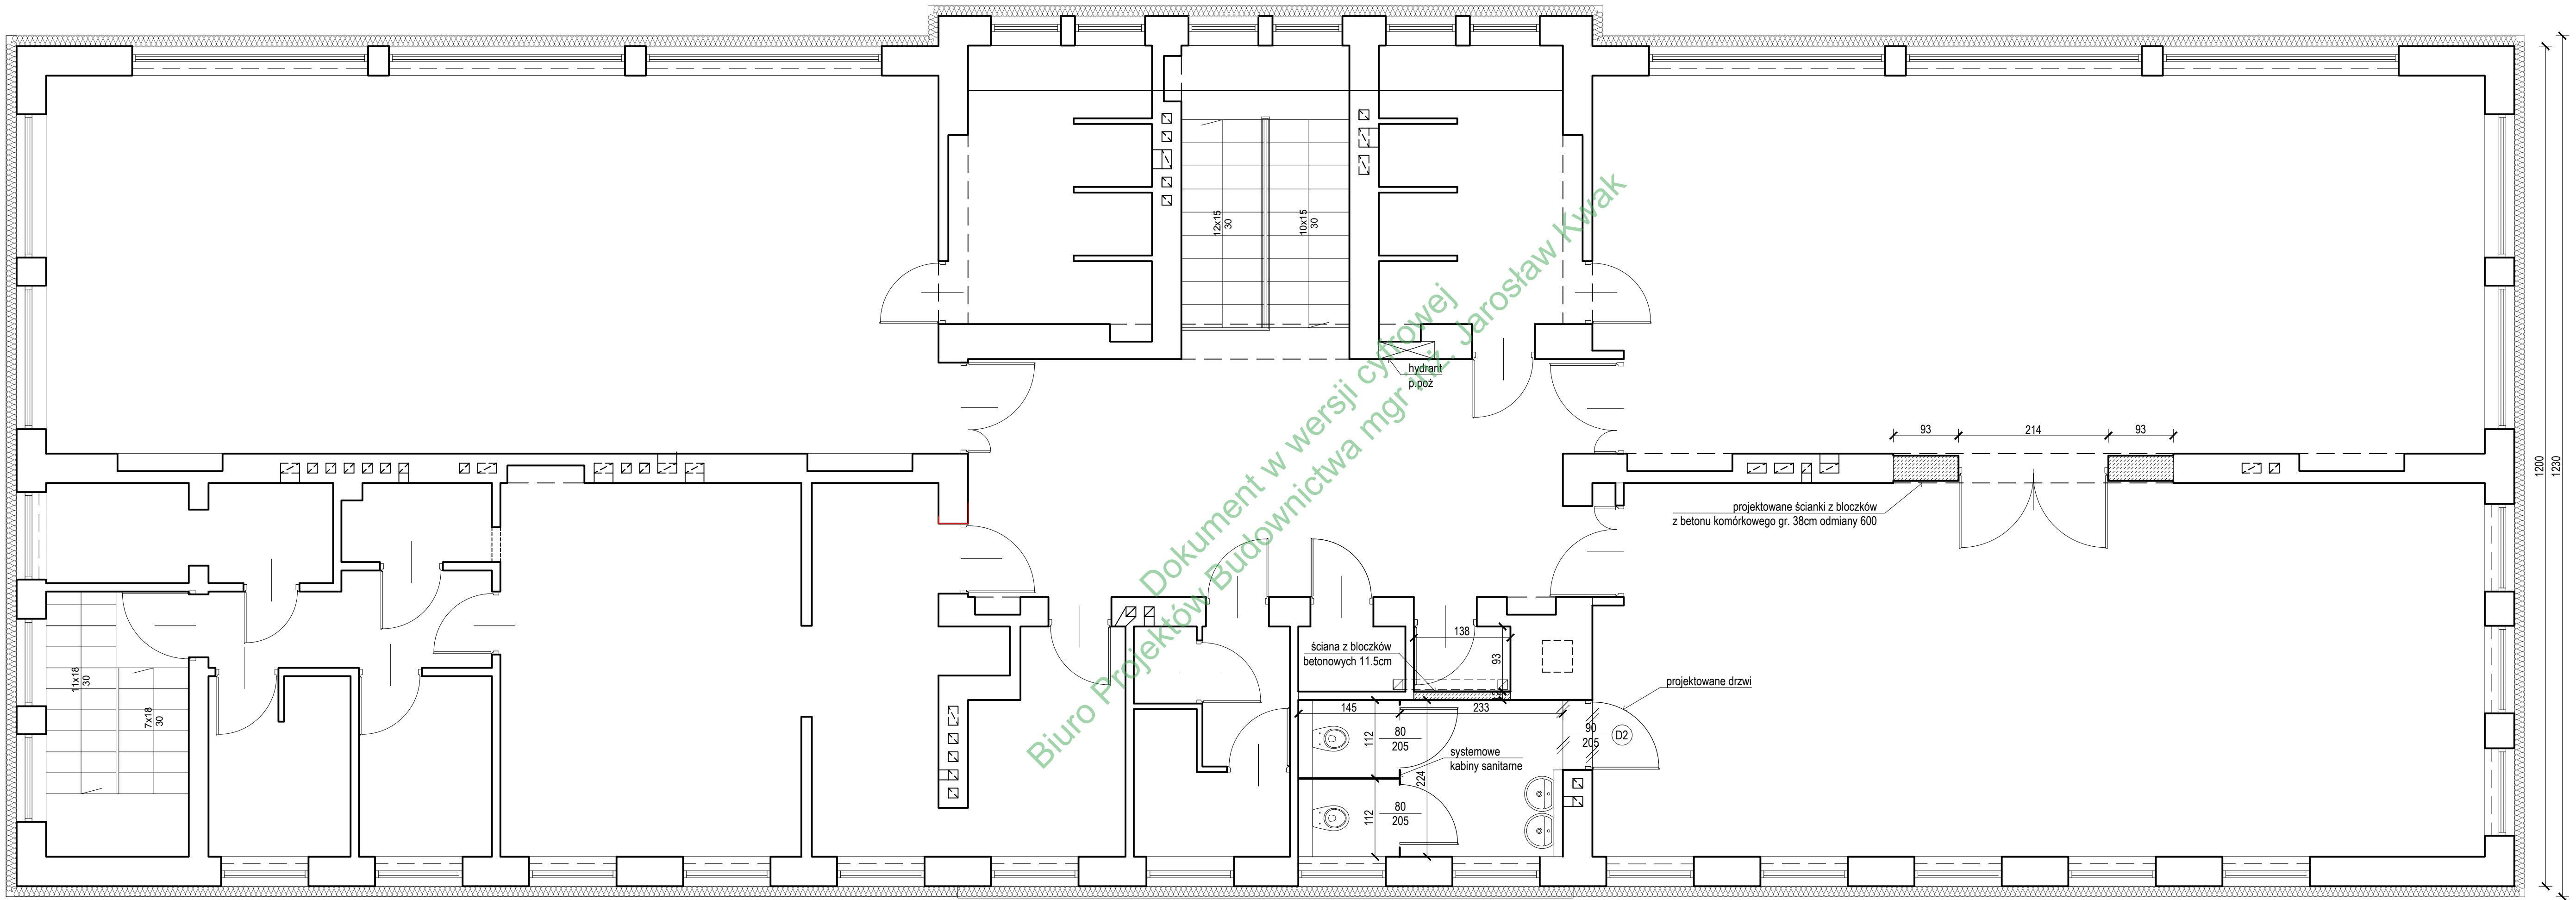 12x15
30
10x15
30
hydrant
p.poż
93
214
93
1200
1230
projektowane ścianki z bloczków
z betonu komórkowego gr. 38cm odmiany 600
Dokument w wersji cyfrowej
Biuro Projektów Budownictwa mgr inż. Jarosław Kwak
11x18
30
7x18
30
138
93
ściana z bloczków
betonowych 11.5cm
12
projektowane drzwi
145
233
90
205
D2
112
80
205
systemowe
kabiny sanitarne
224
112
80
205